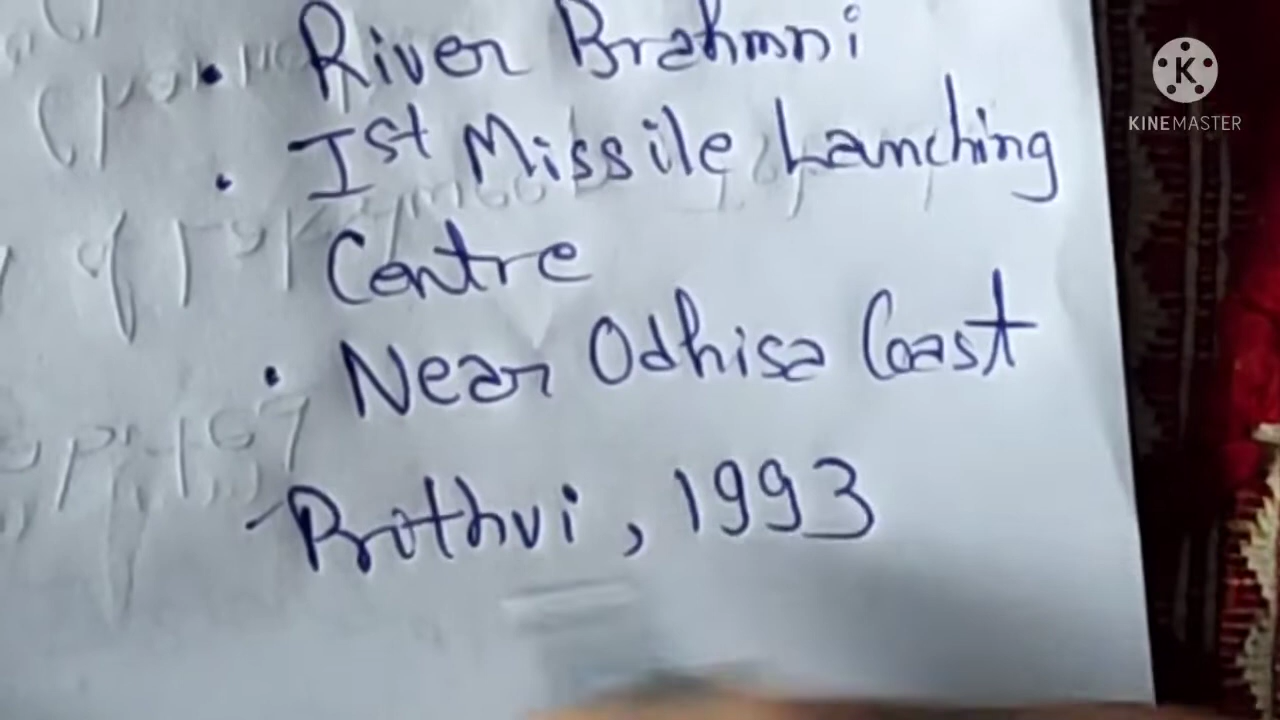 • River Brahmni
• Ist Missile Lanching
Centre
• Near Odhisa Coast
Prithvi, 1993
K
KINEMASTER